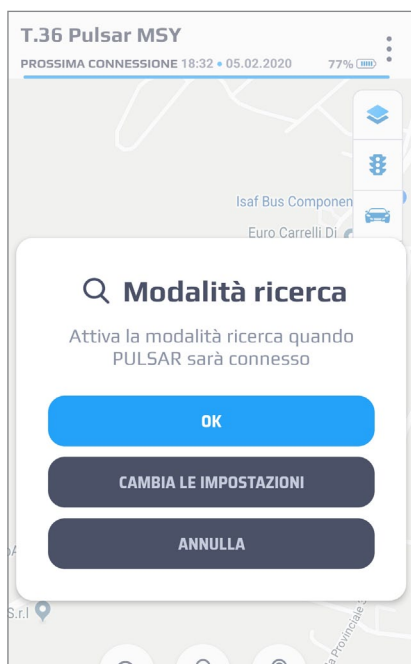 T.36 Pulsar MSY
PROSSIMA CONNESSIONE 18:32 • 05.02.2020 77%
Isaf Bus Componen
Euro Carrelli Di
Modalità ricerca
Attiva la modalità ricerca quando
PULSAR sarà connesso
OK
CAMBIA LE IMPOSTAZIONI
ANNULLA
S.r.l
Provinciale